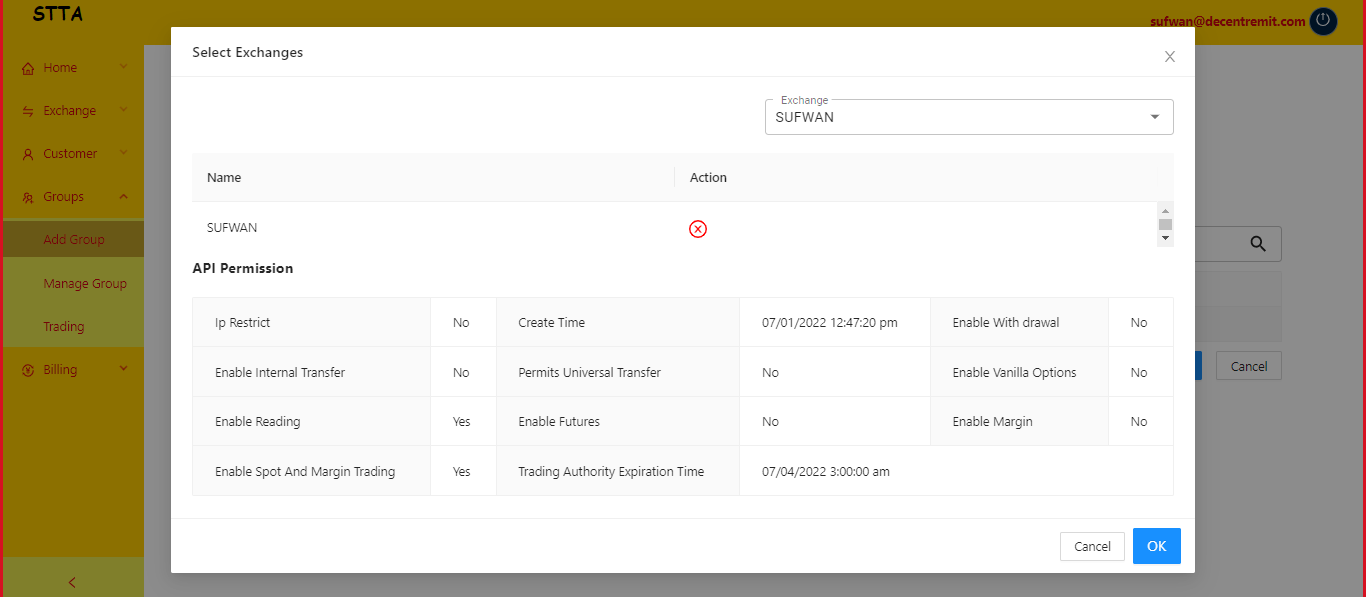 STTA
sufwan@decentremit.com
Home
Exchange
Customer
Groups
Add Group
Manage Group
Trading
Billing
Select Exchanges
Exchange
SUFWAN
Name Action
SUFWAN
API Permission
Ip Restrict No Create Time 07/01/2022 12:47:20 pm Enable With drawal No
Enable Internal Transfer No Permits Universal Transfer No Enable Vanilla Options No
Enable Reading Yes Enable Futures No Enable Margin No
Enable Spot And Margin Trading Yes Trading Authority Expiration Time 07/04/2022 3:00:00 am
Cancel OK
Cancel